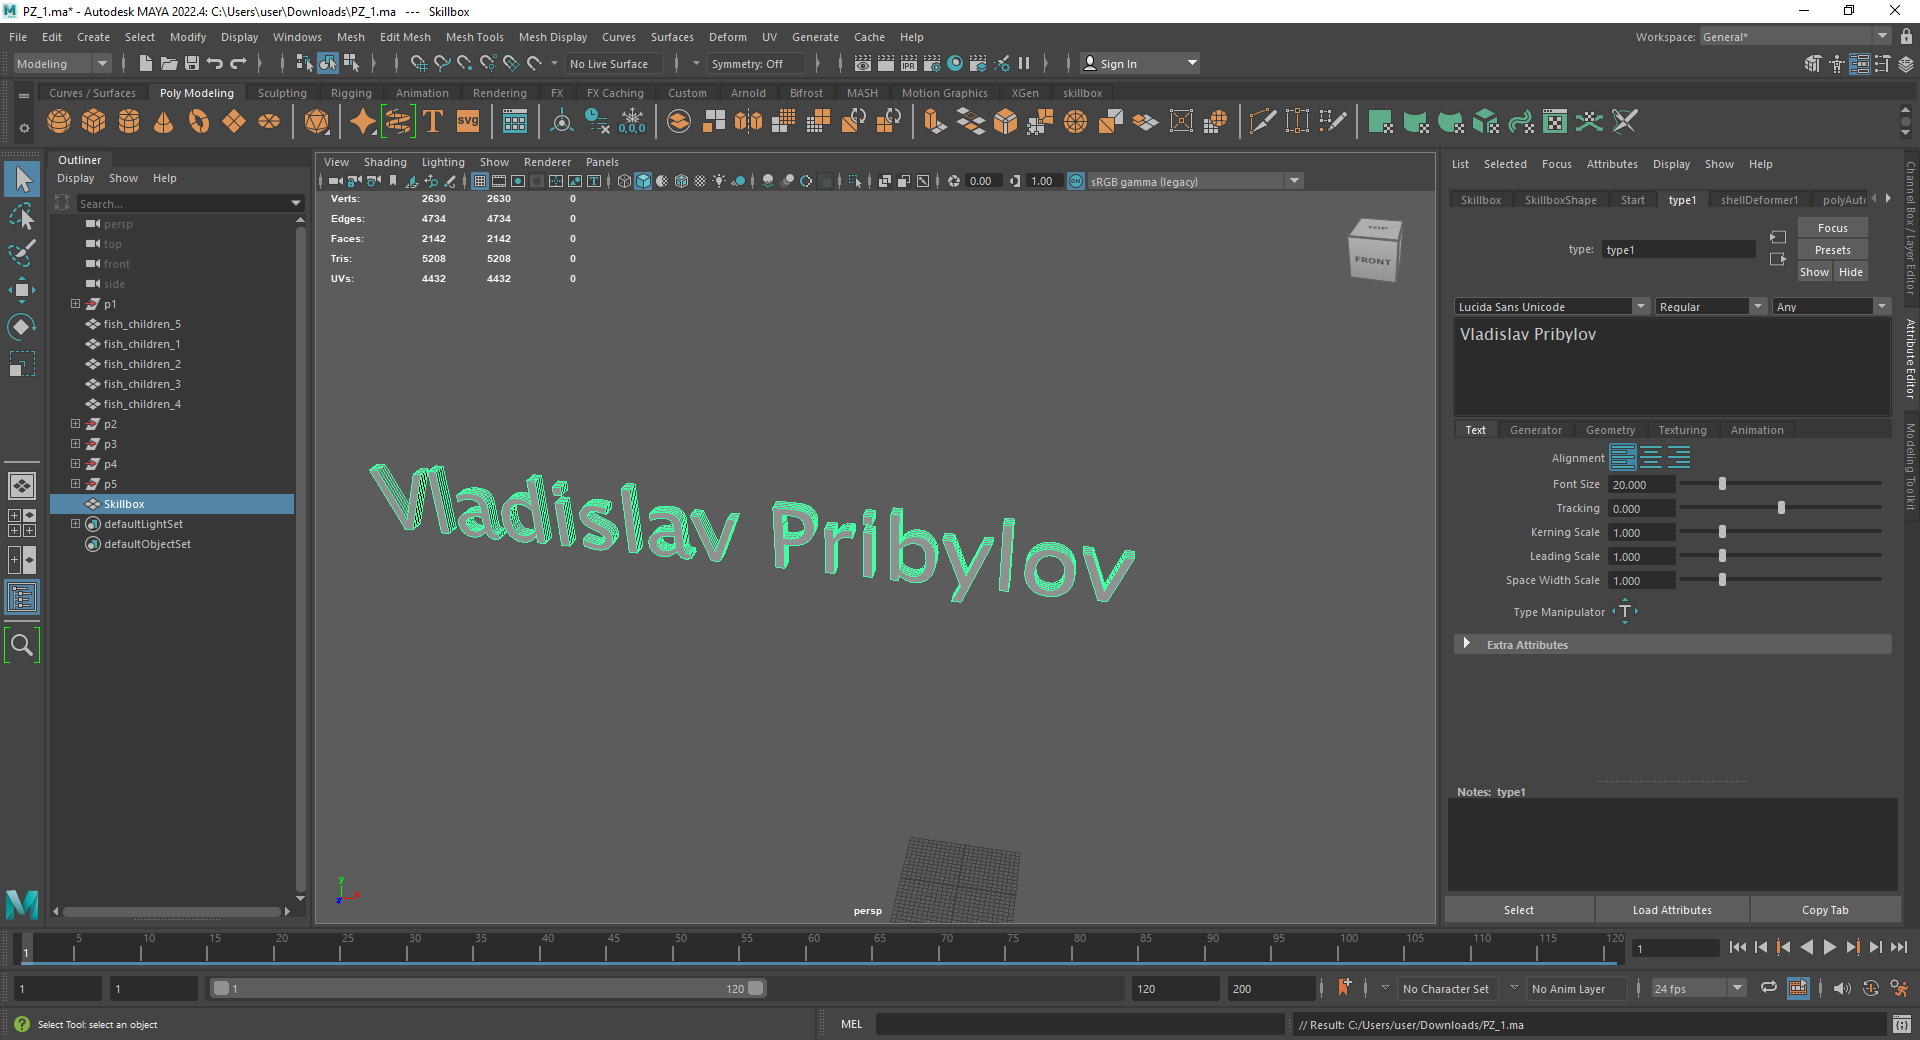 PZ_1.ma* - Autodesk MAYA 2022.4: C:\Users\user\Downloads\PZ_1.ma --- Skillbox
File Edit Create Select Modify Display Windows Mesh Edit Mesh Mesh Tools Mesh Display Curves Surfaces Deform UV Generate Cache Help Workspace: General*
Modeling No Live Surface Symmetry: Off IPR Sign In
Curves / Surfaces Poly Modeling Sculpting Rigging Animation Rendering FX FX Caching Custom Arnold Bifrost MASH Motion Graphics XGen skillbox
T svg 0,0,0
Outliner
Display Show Help
Search...
persp
top
front
side
p1
fish_children_5
fish_children_1
fish_children_2
fish_children_3
fish_children_4
p2
p3
p4
p5
Skillbox
defaultLightSet
defaultObjectSet
View Shading Lighting Show Renderer Panels
0.00 1.00 ON sRGB gamma (legacy)
Verts: 2630 2630 0
Edges: 4734 4734 0
Faces: 2142 2142 0
Tris: 5208 5208 0
UVs: 4432 4432 0
TOP
FRONT
Vladislav Pribylov
y
x
z
persp
List Selected Focus Attributes Display Show Help
Skillbox SkillboxShape Start type1 shellDeformer1 polyAuto
type: type1
Focus
Presets
Show Hide
Lucida Sans Unicode Regular Any
Vladislav Pribylov
Text Generator Geometry Texturing Animation
Alignment
Font Size 20.000
Tracking 0.000
Kerning Scale 1.000
Leading Scale 1.000
Space Width Scale 1.000
Type Manipulator T
Extra Attributes
Notes: type1
Select Load Attributes Copy Tab
Channel Box / Layer Editor
Attribute Editor
Modeling Toolkit
1 5 10 15 20 25 30 35 40 45 50 55 60 65 70 75 80 85 90 95 100 105 110 115 120
1
1 1 1 120 120 200 No Character Set No Anim Layer 24 fps
Select Tool: select an object MEL // Result: C:/Users/user/Downloads/PZ_1.ma